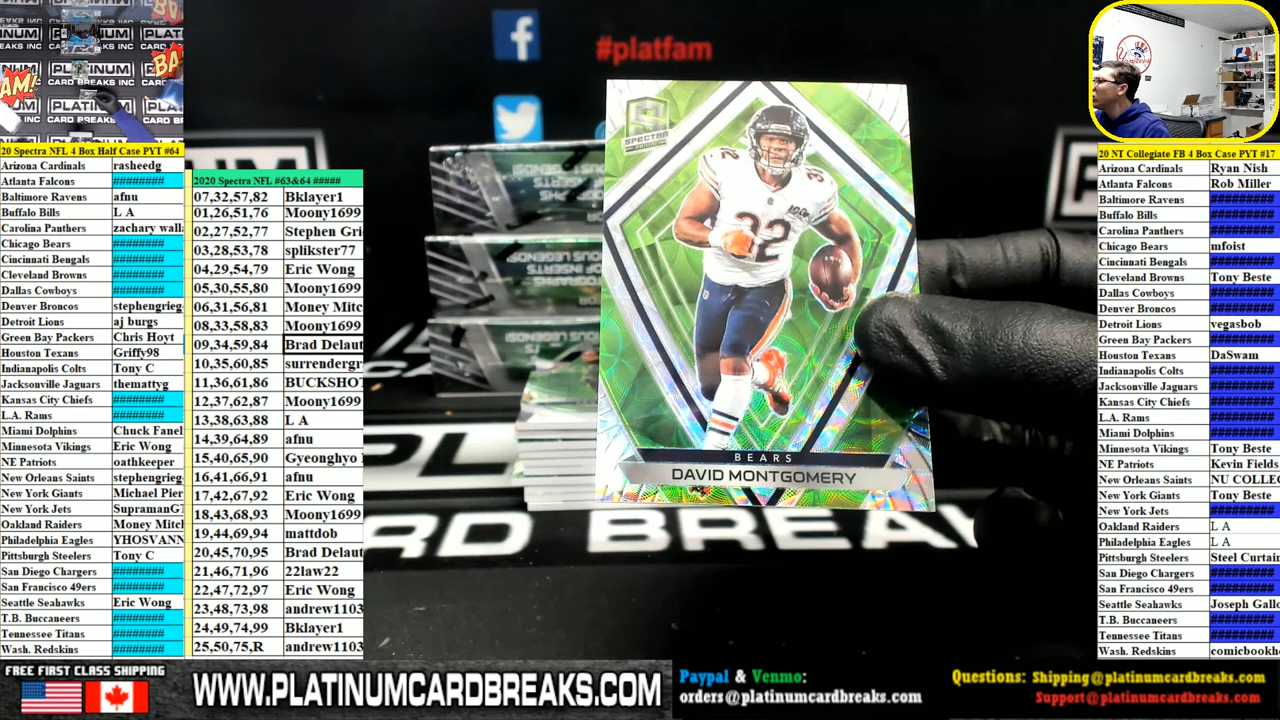 #platfam
PLATINUM
CARD BREAKS
BREAKS INC
20 Spectra NFL 4 Box Half Case PYT #64
Arizona Cardinals rasheedg
Atlanta Falcons ########
Baltimore Ravens afnu
Buffalo Bills L A
Carolina Panthers zachary
Chicago Bears ########
Cincinnati Bengals ########
Cleveland Browns ########
Dallas Cowboys ########
Denver Broncos stephengrieg
Detroit Lions aj burgs
Green Bay Packers Chris Hoyt
Houston Texans Griffy98
Indianapolis Colts Tony C
Jacksonville Jaguars themattyg
Kansas City Chiefs ########
L.A. Rams ########
Miami Dolphins Chuck Fanel
Minnesota Vikings Eric Wong
NE Patriots oathkeeper
New Orleans Saints stephengrieg
New York Giants Michael Pier
New York Jets SupramanGT
Oakland Raiders Money Mitc
Philadelphia Eagles YHOSVANN
Pittsburgh Steelers Tony C
San Diego Chargers ########
San Francisco 49ers ########
Seattle Seahawks Eric Wong
T.B. Buccaneers ########
Tennessee Titans ########
Wash. Redskins ########
2020 Spectra NFL #63&64 #####
07,32,57,82 Bklayer1
01,26,51,76 Moony1699
02,27,52,77 Stephen Gri
03,28,53,78 splikster77
04,29,54,79 Eric Wong
05,30,55,80 Moony1699
06,31,56,81 Money Mitc
08,33,58,83 Moony1699
09,34,59,84 Brad Delaut
10,35,60,85 surrendergr
11,36,61,86 BUCKSHOT
12,37,62,87 Moony1699
13,38,63,88 L A
14,39,64,89 afnu
15,40,65,90 Gyeonghyo
16,41,66,91 afnu
17,42,67,92 Eric Wong
18,43,68,93 Moony1699
19,44,69,94 mattdob
20,45,70,95 Brad Delaut
21,46,71,96 22law22
22,47,72,97 Eric Wong
23,48,73,98 andrew1103
24,49,74,99 Bklayer1
25,50,75,R andrew1103
SPECTRA
32
BEARS
DAVID MONTGOMERY
CARD BREA
Yankees
20 NT Collegiate FB 4 Box Case PYT #17
Arizona Cardinals Ryan Nish
Atlanta Falcons Rob Miller
Baltimore Ravens #########
Buffalo Bills #########
Carolina Panthers #########
Chicago Bears mfoist
Cincinnati Bengals #########
Cleveland Browns Tony Beste
Dallas Cowboys #########
Denver Broncos #########
Detroit Lions vegasbob
Green Bay Packers #########
Houston Texans DaSwam
Indianapolis Colts #########
Jacksonville Jaguars #########
Kansas City Chiefs #########
L.A. Rams #########
Miami Dolphins #########
Minnesota Vikings Tony Beste
NE Patriots Kevin Fields
New Orleans Saints NU COLLEC
New York Giants Tony Beste
New York Jets #########
Oakland Raiders L A
Philadelphia Eagles L A
Pittsburgh Steelers Steel Curtain
San Diego Chargers #########
San Francisco 49ers #########
Seattle Seahawks Joseph Gallo
T.B. Buccaneers #########
Tennessee Titans #########
Wash. Redskins comicbookh
FREE FIRST CLASS SHIPPING
WWW.PLATINUMCARDBREAKS.COM
Paypal & Venmo:
orders@platinumcardbreaks.com
Questions: Shipping@platinumcardbreaks.com
Support@platinumcardbreaks.com